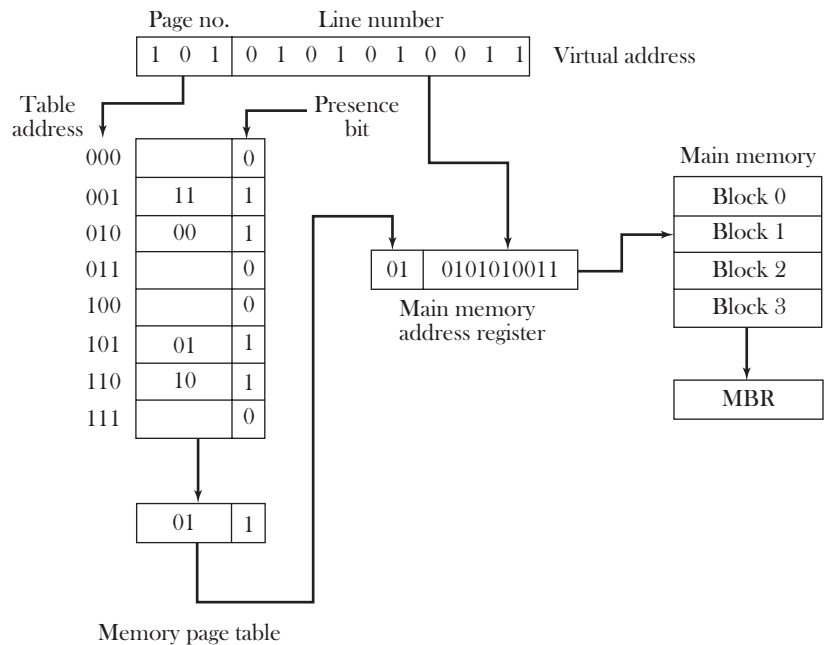 Page no. Line number
1 0 1 0 1 0 1 0 1 0 0 1 1 Virtual address
Table
address
Presence
bit
000 0
001 11 1
010 00 1
011 0
100 0
101 01 1
110 10 1
111 0
01 1
Memory page table
01 0101010011
Main memory
address register
Main memory
Block 0
Block 1
Block 2
Block 3
MBR